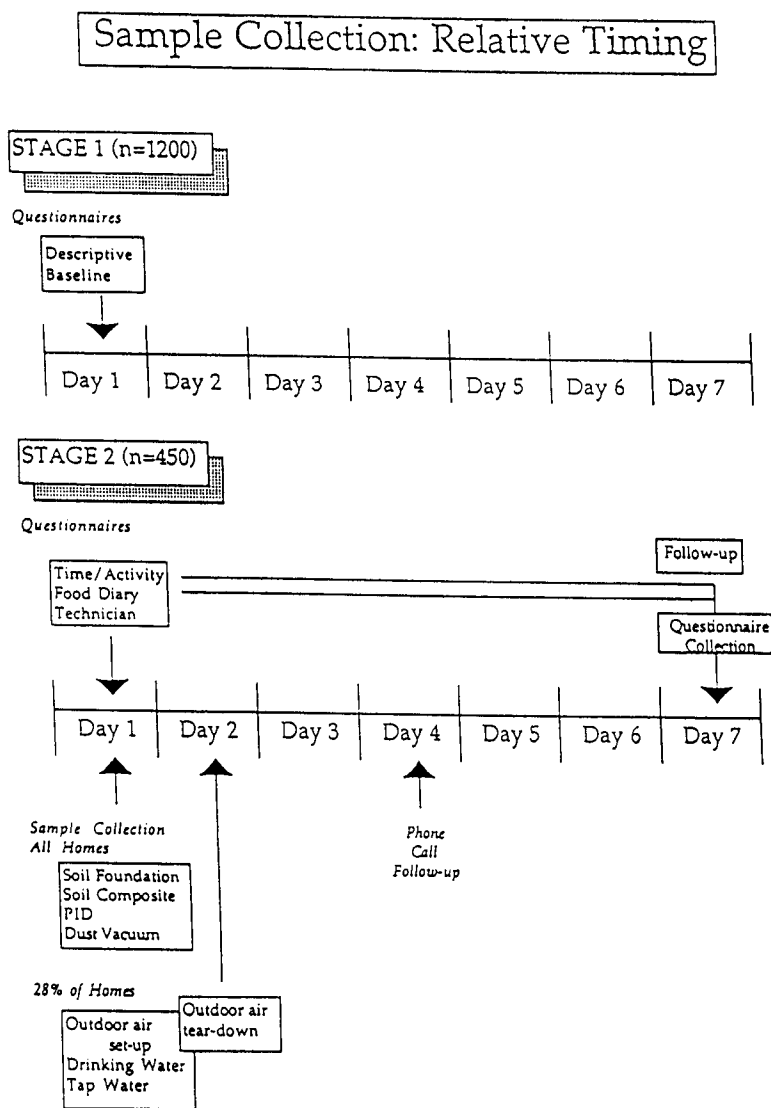 Sample Collection: Relative Timing
STAGE 1 (n=1200)
Questionnaires
Descriptive
Baseline
Day 1 Day 2 Day 3 Day 4 Day 5 Day 6 Day 7
STAGE 2 (n=450)
Questionnaires
Time/Activity
Food Diary
Technician
Follow-up
Questionnaire
Collection
Day 1 Day 2 Day 3 Day 4 Day 5 Day 6 Day 7
Sample Collection
All Homes
Soil Foundation
Soil Composite
PID
Dust Vacuum
Phone
Call
Follow-up
28% of Homes
Outdoor air
set-up
Drinking Water
Tap Water
Outdoor air
tear-down